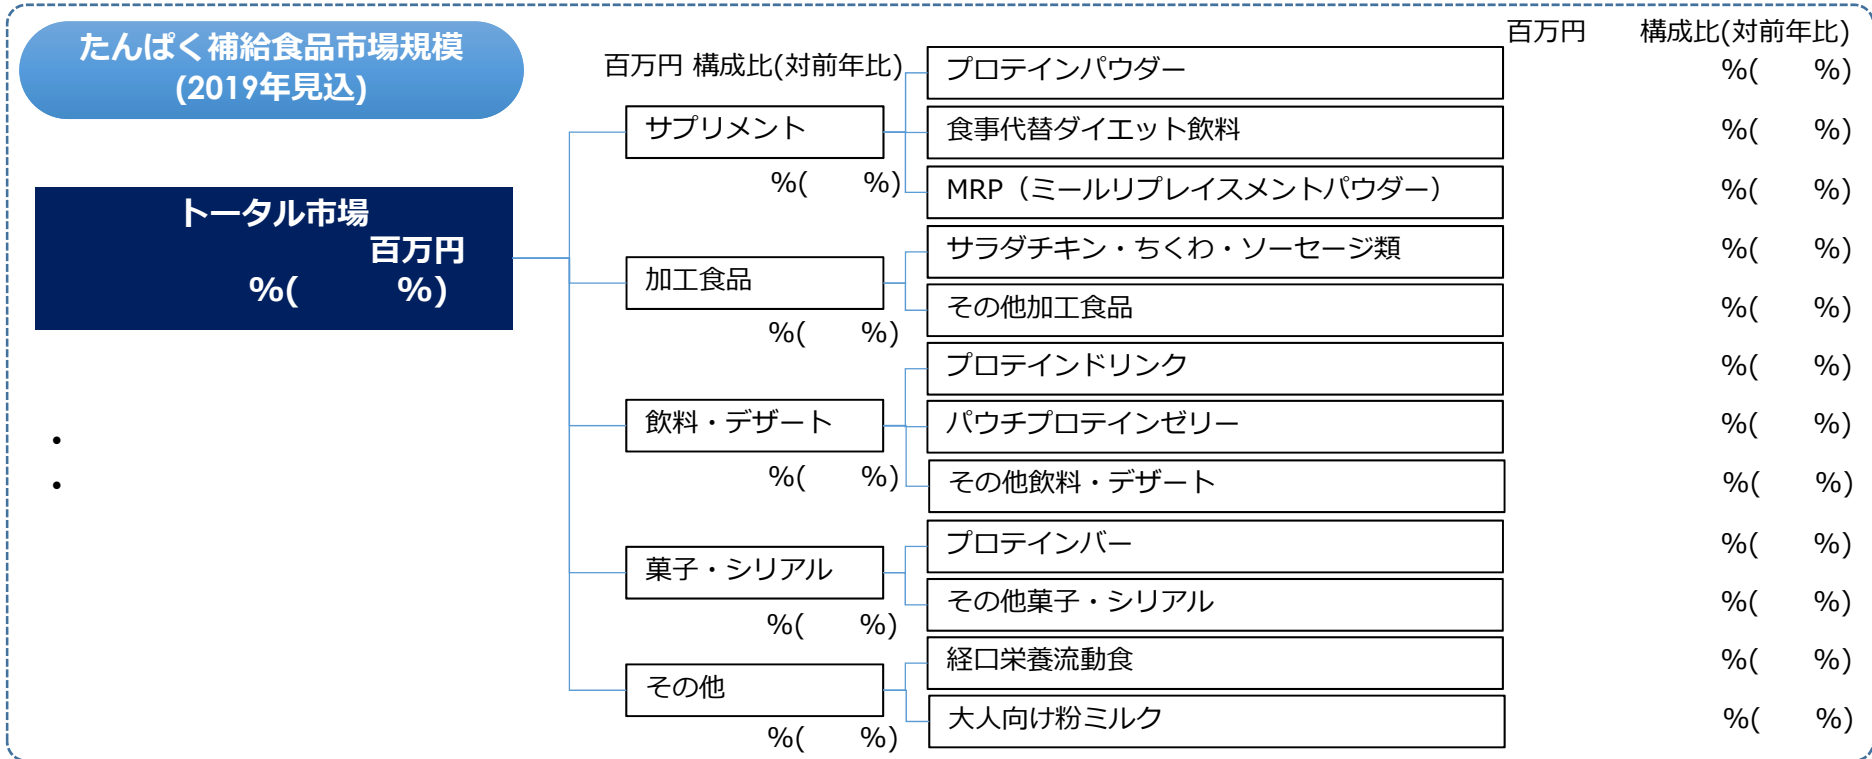 たんぱく補給食品市場規模
(2019年見込)
トータル市場
百万円
%( %)
・
・
百万円 構成比(対前年比)
サプリメント
%( %)
加工食品
%( %)
飲料・デザート
%( %)
菓子・シリアル
%( %)
その他
%( %)
百万円 構成比(対前年比)
プロテインパウダー %( %)
食事代替ダイエット飲料 %( %)
MRP（ミールリプレイスメントパウダー） %( %)
サラダチキン・ちくわ・ソーセージ類 %( %)
その他加工食品 %( %)
プロテインドリンク %( %)
パウチプロテインゼリー %( %)
その他飲料・デザート %( %)
プロテインバー %( %)
その他菓子・シリアル %( %)
経口栄養流動食 %( %)
大人向け粉ミルク %( %)